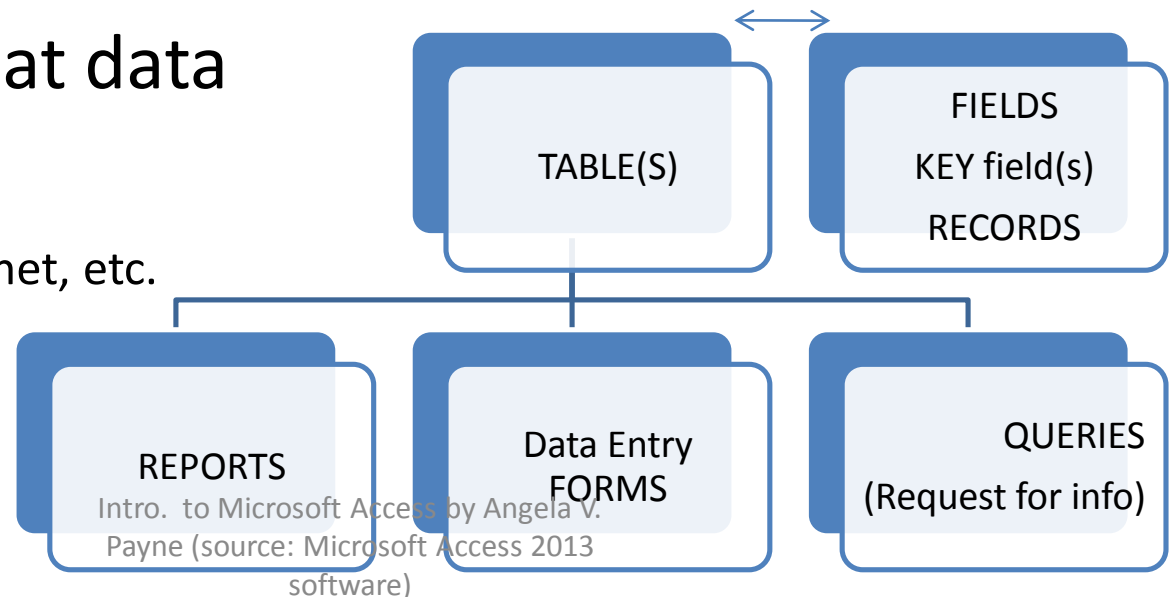 at data
net, etc.
TABLE(S)
FIELDS
KEY field(s)
RECORDS
REPORTS
Data Entry
FORMS
QUERIES
(Request for info)
Intro. to Microsoft Access by Angela V.
Payne (source: Microsoft Access 2013
software)